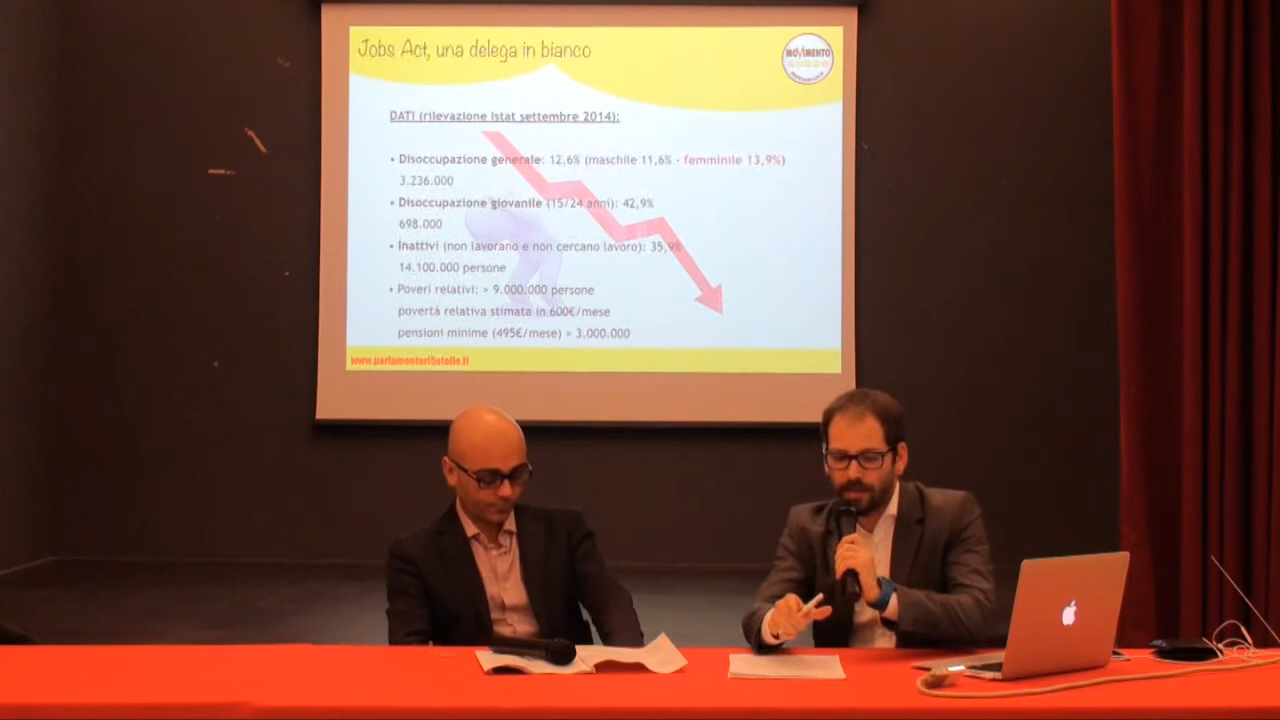 Jobs Act, una delega in bianco
MOVIMENTO
DATI (rilevazione Istat settembre 2014):
• Disoccupazione generale: 12,6% (maschile 11,6% - femminile 13,9%)
3.236.000
• Disoccupazione giovanile (15/24 anni): 42,9%
698.000
• Inattivi (non lavorano e non cercano lavoro): 35,9%
14.100.000 persone
• Poveri relativi: > 9.000.000 persone
povertà relativa stimata in 600€/mese
pensioni minime (495€/mese) > 3.000.000
www.parlamentari5stelle.it